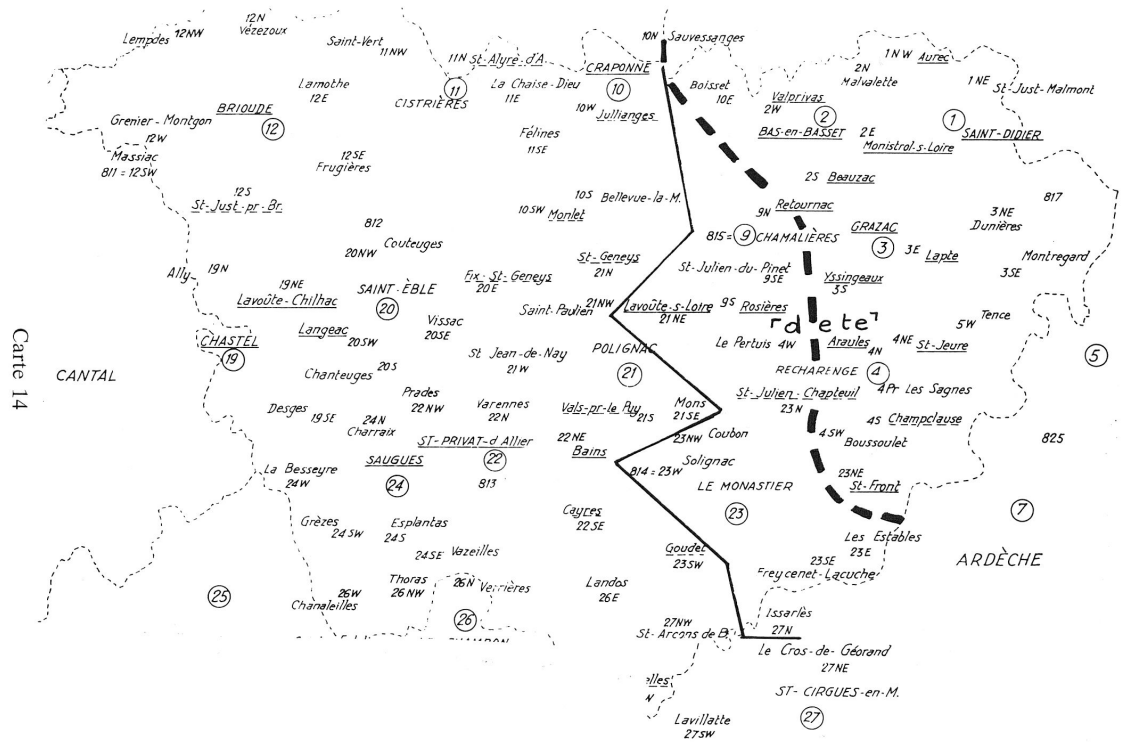 12N
Vézezoux
12NW
Lempdes
Saint-Vert
11NW
11N
St-Alyre-d'A.
10N
Sauvessanges
1NW
Aurec
2N
Malvalette
1NE
St-Just-Malmont
CRAPONNE
10
Boisset
10E
Valprivas
2W
2
Lamothe
12E
11
CISTRIÈRES
La Chaise-Dieu
11E
10W
Jullianges
BRIOUDE
12
Grenier-Montgon
12W
BAS-en-BASSET
2E
Monistrol-s-Loire
1
SAINT-DIDIER
Félines
11SE
Massiac
811 = 12SW
12SE
Frugières
12S
St-Just-pr-Br.
10S
Bellevue-la-M.
10SW
Monlet
2S
Beauzac
9N
Retournac
817
3NE
Dunières
812
Couteuges
20NW
815=
9
CHAMALIÈRES
GRAZAC
3
3E
Lapte
Montregard
3SE
Ally
19N
19NE
Lavoûte-Chilhac
SAINT-ÈBLE
20
Fix-St-Geneys
20E
St-Geneys
21N
St-Julien-du-Pinet
9SE
Yssingeaux
3S
Saint-Paulien
21NW
Lavoûte-s-Loire
21NE
9S
Rosières
Langeac
20SW
Vissac
20SE
⌜d ete⌝
5W
Tence
CHASTEL
19
St Jean-de-Nay
21W
POLIGNAC
21
Le Pertuis
4W
Araules
4N
4NE
St-Jeure
5
CANTAL
Chanteuges
20S
RECHARENGE
4
Prades
22NW
St-Julien-Chapteuil
23N
4Pr Les Sagnes
Desges
19SE
24N
Charraix
Varennes
22N
Vals-pr-le Puy
21S
Mons
21SE
4S
Champclause
ST-PRIVAT-d Allier
22
22NE
Bains
23NW
Coubon
4SW
Boussoulet
825
La Besseyre
24W
SAUGUES
24
813
814=23W
Solignac
23NE
St-Front
LE MONASTIER
23
7
Grèzes
24SW
Esplantas
24S
24SE
Vazeilles
Cayres
22SE
Les Estables
23E
ARDÈCHE
Goudet
23SW
23SE
Freycenet-Lacuche
25
26W
Chanaleilles
Thoras
26NW
26N
Verrières
26
Landos
26E
27NW
St-Arcons de B.
Issarlès
27N
Le Cros-de-Géorand
27NE
elles
ST-CIRGUES-en-M.
27
Lavillatte
27SW
Carte 14